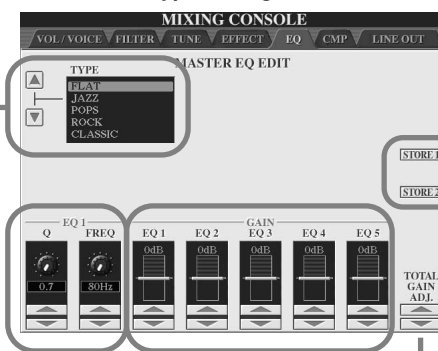 MIXING CONSOLE
VOL / VOICE FILTER TUNE EFFECT EQ CMP LINE OUT
MASTER EQ EDIT
TYPE
FLAT
JAZZ
POPS
ROCK
CLASSIC
STORE 1
STORE 2
EQ 1 GAIN
Q FREQ EQ 1 EQ 2 EQ 3 EQ 4 EQ 5
0dB 0dB 0dB 0dB 0dB
0.7 80Hz
TOTAL
GAIN
ADJ.